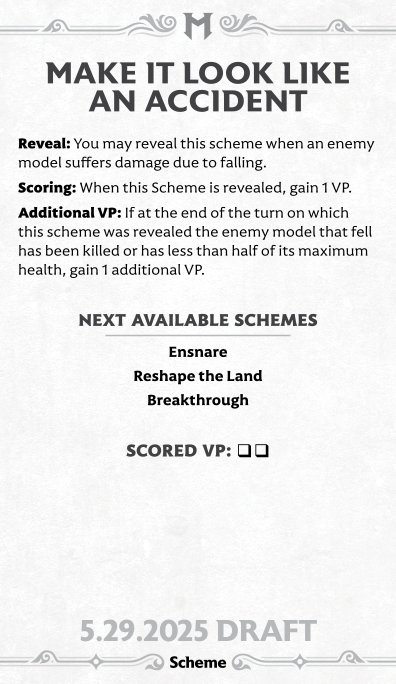 M
MAKE IT LOOK LIKE
AN ACCIDENT
Reveal: You may reveal this scheme when an enemy
model suffers damage due to falling.
Scoring: When this Scheme is revealed, gain 1 VP.
Additional VP: If at the end of the turn on which
this scheme was revealed the enemy model that fell
has been killed or has less than half of its maximum
health, gain 1 additional VP.
NEXT AVAILABLE SCHEMES
Ensnare
Reshape the Land
Breakthrough
SCORED VP: ❏❏
5.29.2025 DRAFT
Scheme